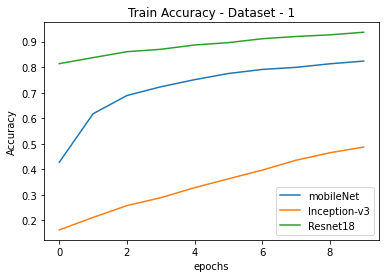 Train Accuracy - Dataset - 1
Accuracy
0.9
0.8
0.7
0.6
0.5
0.4
0.3
0.2
mobileNet
Inception-v3
Resnet18
0 2 4 6 8
epochs